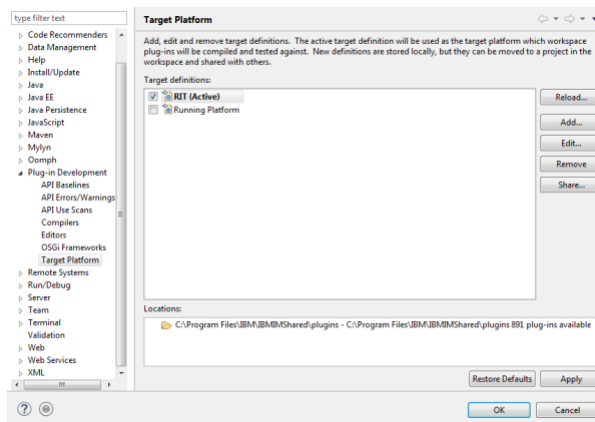 type filter text
Code Recommenders
Data Management
Help
Install/Update
Java
Java EE
Java Persistence
JavaScript
Maven
Mylyn
Oomph
Plug-in Development
API Baselines
API Errors/Warnings
API Use Scans
Compilers
Editors
OSGi Frameworks
Target Platform
Remote Systems
Run/Debug
Server
Team
Terminal
Validation
Web
Web Services
XML
Target Platform
Add, edit and remove target definitions. The active target definition will be used as the target platform which workspace
plug-ins will be compiled and tested against. New definitions are stored locally, but they can be moved to a project in the
workspace and shared with others.
Target definitions:
RIT (Active)
Running Platform
Reload...
Add...
Edit...
Remove
Share...
Locations:
C:\Program Files\IBM\IBMIMShared\plugins - C:\Program Files\IBM\IBMIMShared\plugins 891 plug-ins available
Restore Defaults
Apply
?
OK
Cancel